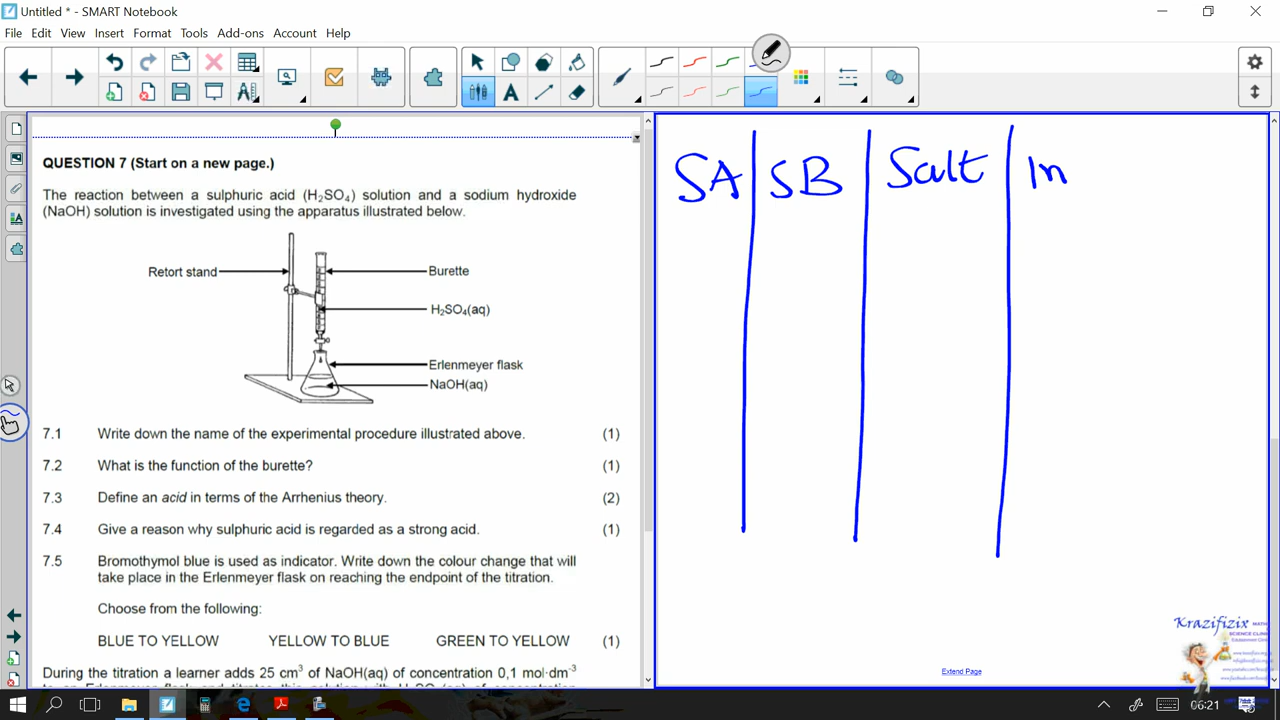 Untitled * - SMART Notebook
File Edit View Insert Format Tools Add-ons Account Help
QUESTION 7 (Start on a new page.)
The reaction between a sulphuric acid (H₂SO₄) solution and a sodium hydroxide
(NaOH) solution is investigated using the apparatus illustrated below.
Retort stand
Burette
H₂SO₄(aq)
Erlenmeyer flask
NaOH(aq)
7.1 Write down the name of the experimental procedure illustrated above. (1)
7.2 What is the function of the burette? (1)
7.3 Define an acid in terms of the Arrhenius theory. (2)
7.4 Give a reason why sulphuric acid is regarded as a strong acid. (1)
7.5 Bromothymol blue is used as indicator. Write down the colour change that will
take place in the Erlenmeyer flask on reaching the endpoint of the titration.
Choose from the following:
BLUE TO YELLOW YELLOW TO BLUE GREEN TO YELLOW (1)
During the titration a learner adds 25 cm³ of NaOH(aq) of concentration 0,1 mol·dm⁻³
SA SB Salt In
Krazifizix
SCIENCE CLINIC
Extend Page
06:21